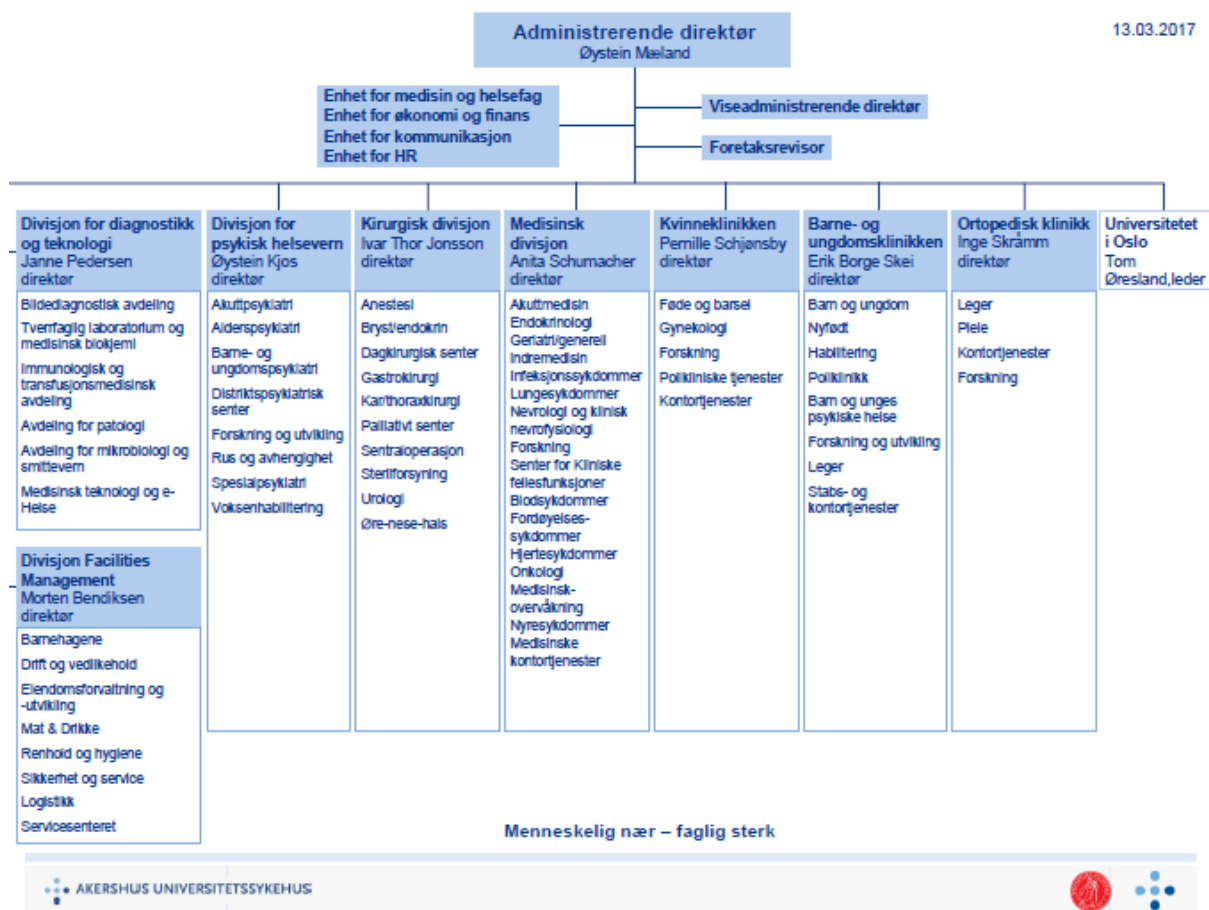 Administrerende direktør
Øystein Mæland
13.03.2017
Enhet for medisin og helsefag
Enhet for økonomi og finans
Enhet for kommunikasjon
Enhet for HR
Viseadministrerende direktør
Foretaksrevisor
Divisjon for diagnostikk
og teknologi
Janne Pedersen
direktør
Bildediagnostisk avdeling
Tverrfaglig laboratorium og
medisinsk biokjemi
Immunologisk og
transfusjonsmedisinsk
avdeling
Avdeling for patologi
Avdeling for mikrobiologi og
smittevern
Medisinsk teknologi og e-
Helse
Divisjon Facilities
Management
Morten Bendiksen
direktør
Barnehagene
Drift og vedlikehold
Eiendomsforvaltning og
-utvikling
Mat & Drikke
Renhold og hygiene
Sikkerhet og service
Logistikk
Servicesenteret
Divisjon for
psykisk helsevern
Øystein Kjos
direktør
Akuttpsykiatri
Alderspsykiatri
Barne- og
ungdomspsykiatri
Distriktspsykiatrisk
senter
Forskning og utvikling
Rus og avhengighet
Spesialpsykiatri
Voksenhabilitering
Kirurgisk divisjon
Ivar Thor Jonsson
direktør
Anestesi
Bryst/endokrin
Dagkirurgisk senter
Gastrokirurgi
Kar/thoraxkirurgi
Palliativt senter
Sentraloperasjon
Sterilforsyning
Urologi
Øre-nese-hals
Medisinsk
divisjon
Anita Schumacher
direktør
Akuttmedisin
Endokrinologi
Geriatri/generell
Indremedisin
Infeksjonssykdommer
Lungesykdommer
Nevrologi og klinisk
nevrofysiologi
Forskning
Senter for Kliniske
fellesfunksjoner
Blodsykdommer
Fordøyelses-
sykdommer
Hjertesykdommer
Onkologi
Medisinsk-
overvåkning
Nyresykdommer
Medisinske
kontortjenester
Kvinneklinikken
Pernille Schjønsby
direktør
Føde og barsel
Gynekologi
Forskning
Polikliniske tjenester
Kontortjenester
Barne- og
ungdomsklinikken
Erik Borge Skei
direktør
Barn og ungdom
Nyfødt
Habilitering
Poliklinikk
Barn og unges
psykiske helse
Forskning og utvikling
Leger
Stabs- og
kontortjenester
Ortopedisk klinikk
Inge Skråmm
direktør
Leger
Pleie
Kontortjenester
Forskning
Universitetet
i Oslo
Tom
Øresland,leder
Menneskelig nær – faglig sterk
AKERSHUS UNIVERSITETSSYKEHUS